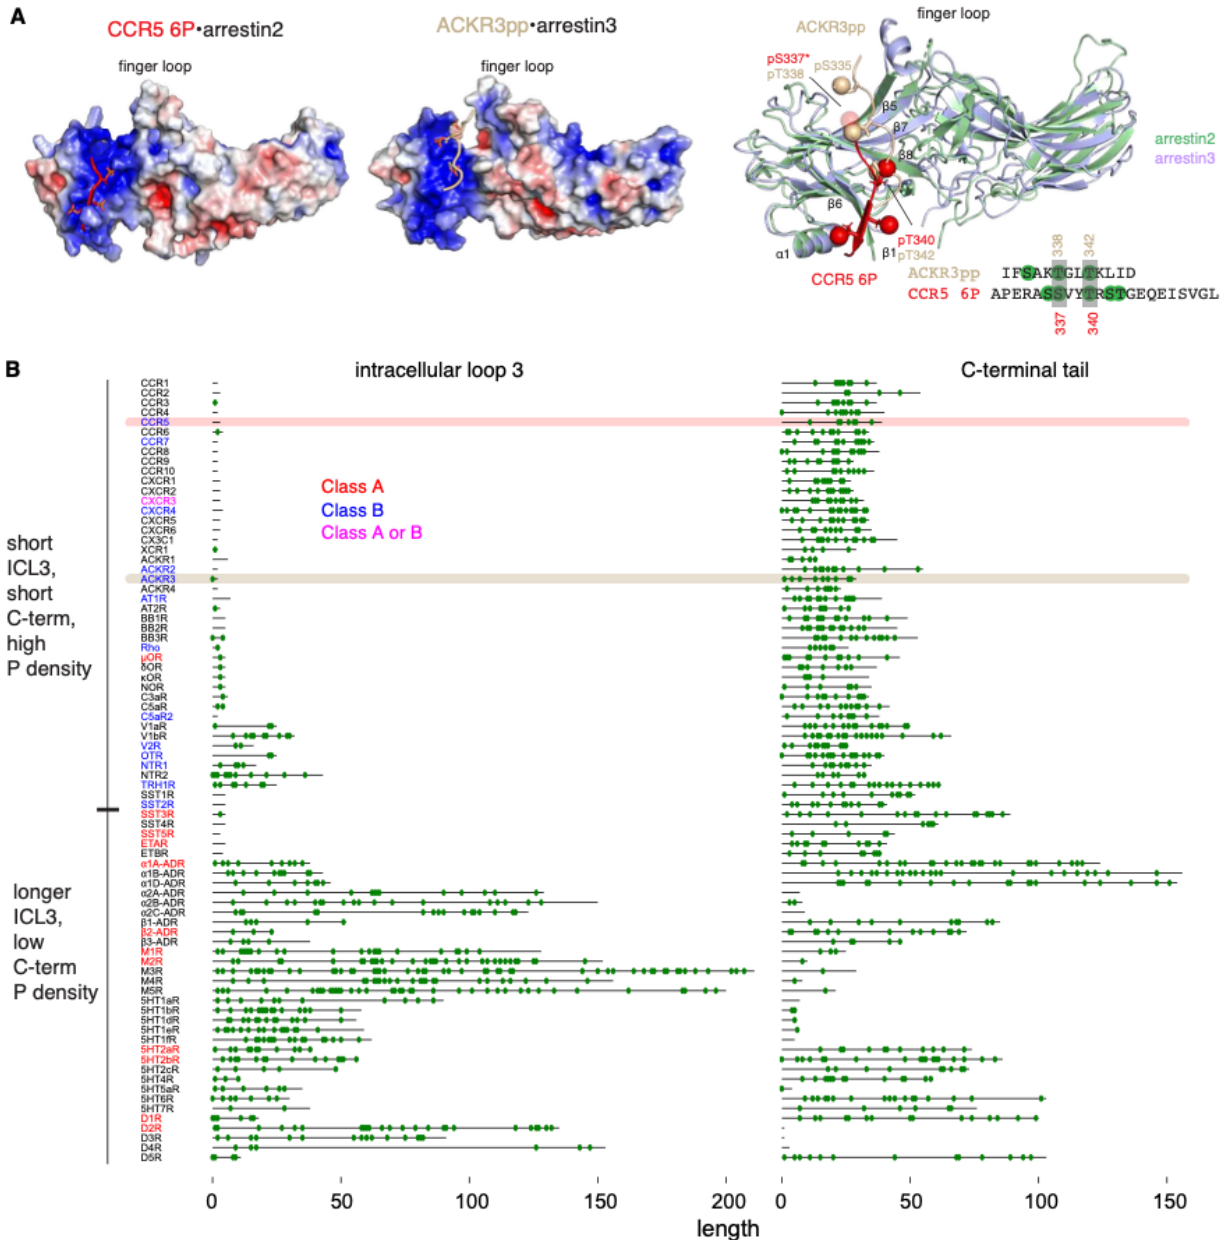 A
CCR5 6P•arrestin2
finger loop
ACKR3pp•arrestin3
finger loop
finger loop
ACKR3pp
pS337*
pT338
pS335
β5
β7
β8
β6
α1
β1
pT340
pT342
CCR5 6P
arrestin2
arrestin3
338
342
ACKR3pp IFSAKTGLTKLID
CCR5 6P APERASSVYTRSTGEQEISVGL
337
340
B
intracellular loop 3
C-terminal tail
Class A
Class B
Class A or B
short
ICL3,
short
C-term,
high
P density
longer
ICL3,
low
C-term
P density
CCR1
CCR2
CCR3
CCR4
CCR5
CCR6
CCR7
CCR8
CCR9
CCR10
CXCR1
CXCR2
CXCR3
CXCR4
CXCR5
CXCR6
CX3C1
XCR1
ACKR1
ACKR2
ACKR3
ACKR4
AT1R
AT2R
BB1R
BB2R
BB3R
Rho
μOR
δOR
κOR
NOR
C3aR
C5aR
C5aR2
V1aR
V1bR
V2R
OTR
NTR1
NTR2
TRH1R
SST1R
SST2R
SST3R
SST4R
SST5R
ETAR
ETBR
α1A-ADR
α1B-ADR
α1D-ADR
α2A-ADR
α2B-ADR
α2C-ADR
β1-ADR
β2-ADR
β3-ADR
M1R
M2R
M3R
M4R
M5R
5HT1aR
5HT1bR
5HT1dR
5HT1eR
5HT1fR
5HT2aR
5HT2bR
5HT2cR
5HT4R
5HT5aR
5HT6R
5HT7R
D1R
D2R
D3R
D4R
D5R
0 50 100 150 200
0 50 100 150
length